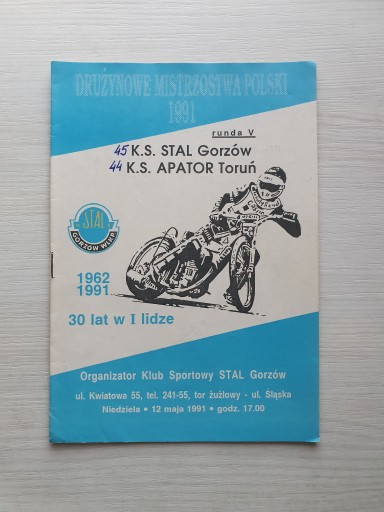 DRUŻYNOWE MISTRZOSTWA POLSKI
1991
runda V
45 K.S. STAL Gorzów
44 K.S. APATOR Toruń
STAL
GORZÓW WLKP.
1962
1991
30 lat w I lidze
Organizator Klub Sportowy STAL Gorzów
ul. Kwiatowa 55, tel. 241-55, tor żużlowy - ul. Śląska
Niedziela • 12 maja 1991 • godz. 17.00